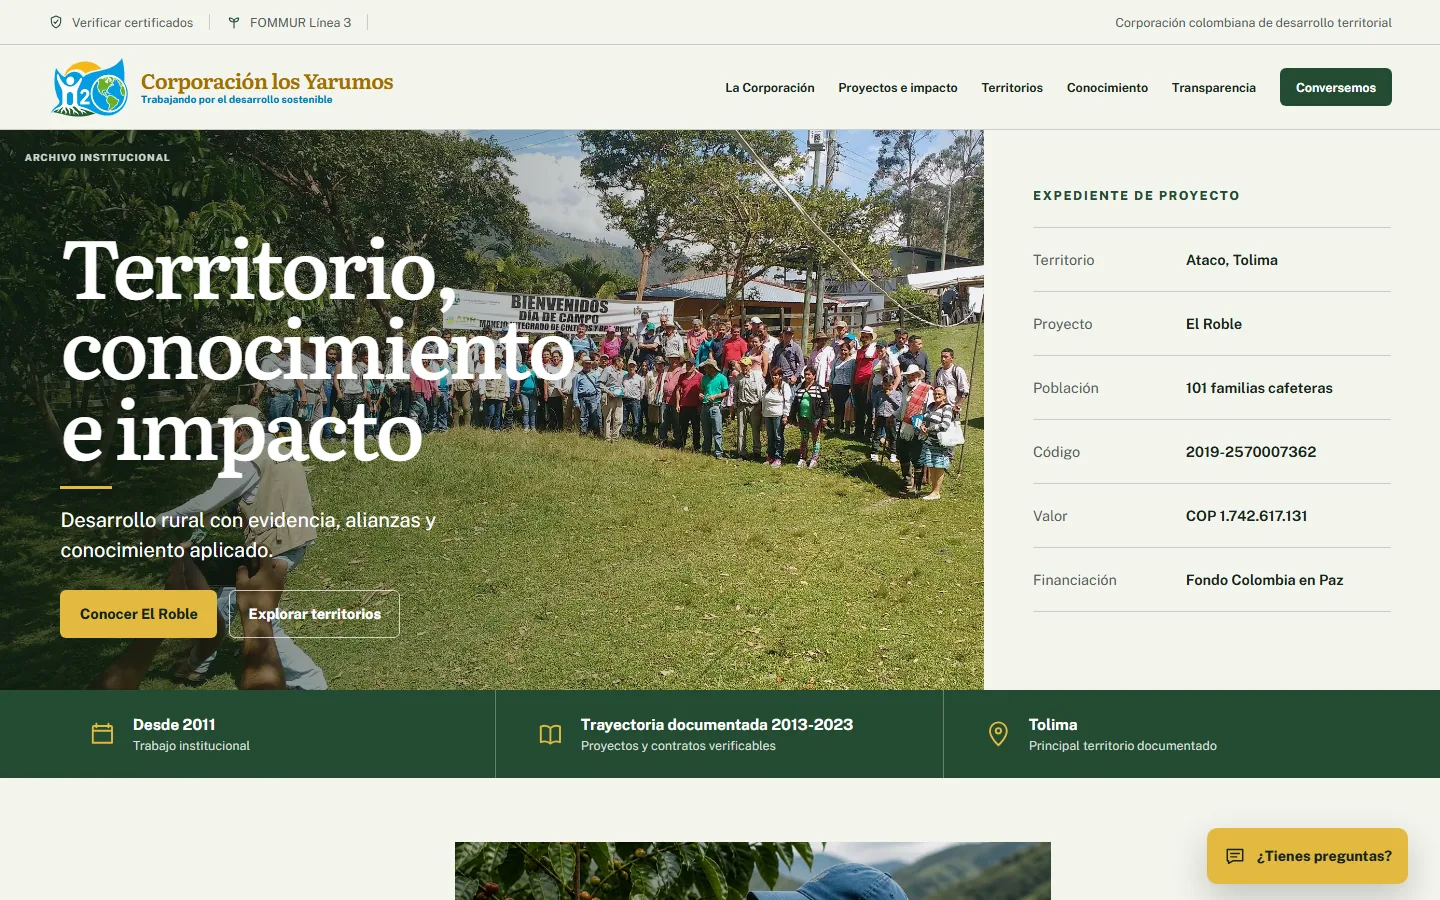 Verificar certificados
FOMMUR Línea 3
Corporación colombiana de desarrollo territorial
H2O
Corporación los Yarumos
Trabajando por el desarrollo sostenible
La Corporación
Proyectos e impacto
Territorios
Conocimiento
Transparencia
Conversemos
ARCHIVO INSTITUCIONAL
Territorio,
conocimiento
e impacto
BIENVENIDOS
DÍA DE CAMPO
Desarrollo rural con evidencia, alianzas y
conocimiento aplicado.
Conocer El Roble
Explorar territorios
EXPEDIENTE DE PROYECTO
Territorio Ataco, Tolima
Proyecto El Roble
Población 101 familias cafeteras
Código 2019-2570007362
Valor COP 1.742.617.131
Financiación Fondo Colombia en Paz
Desde 2011
Trabajo institucional
Trayectoria documentada 2013-2023
Proyectos y contratos verificables
Tolima
Principal territorio documentado
¿Tienes preguntas?